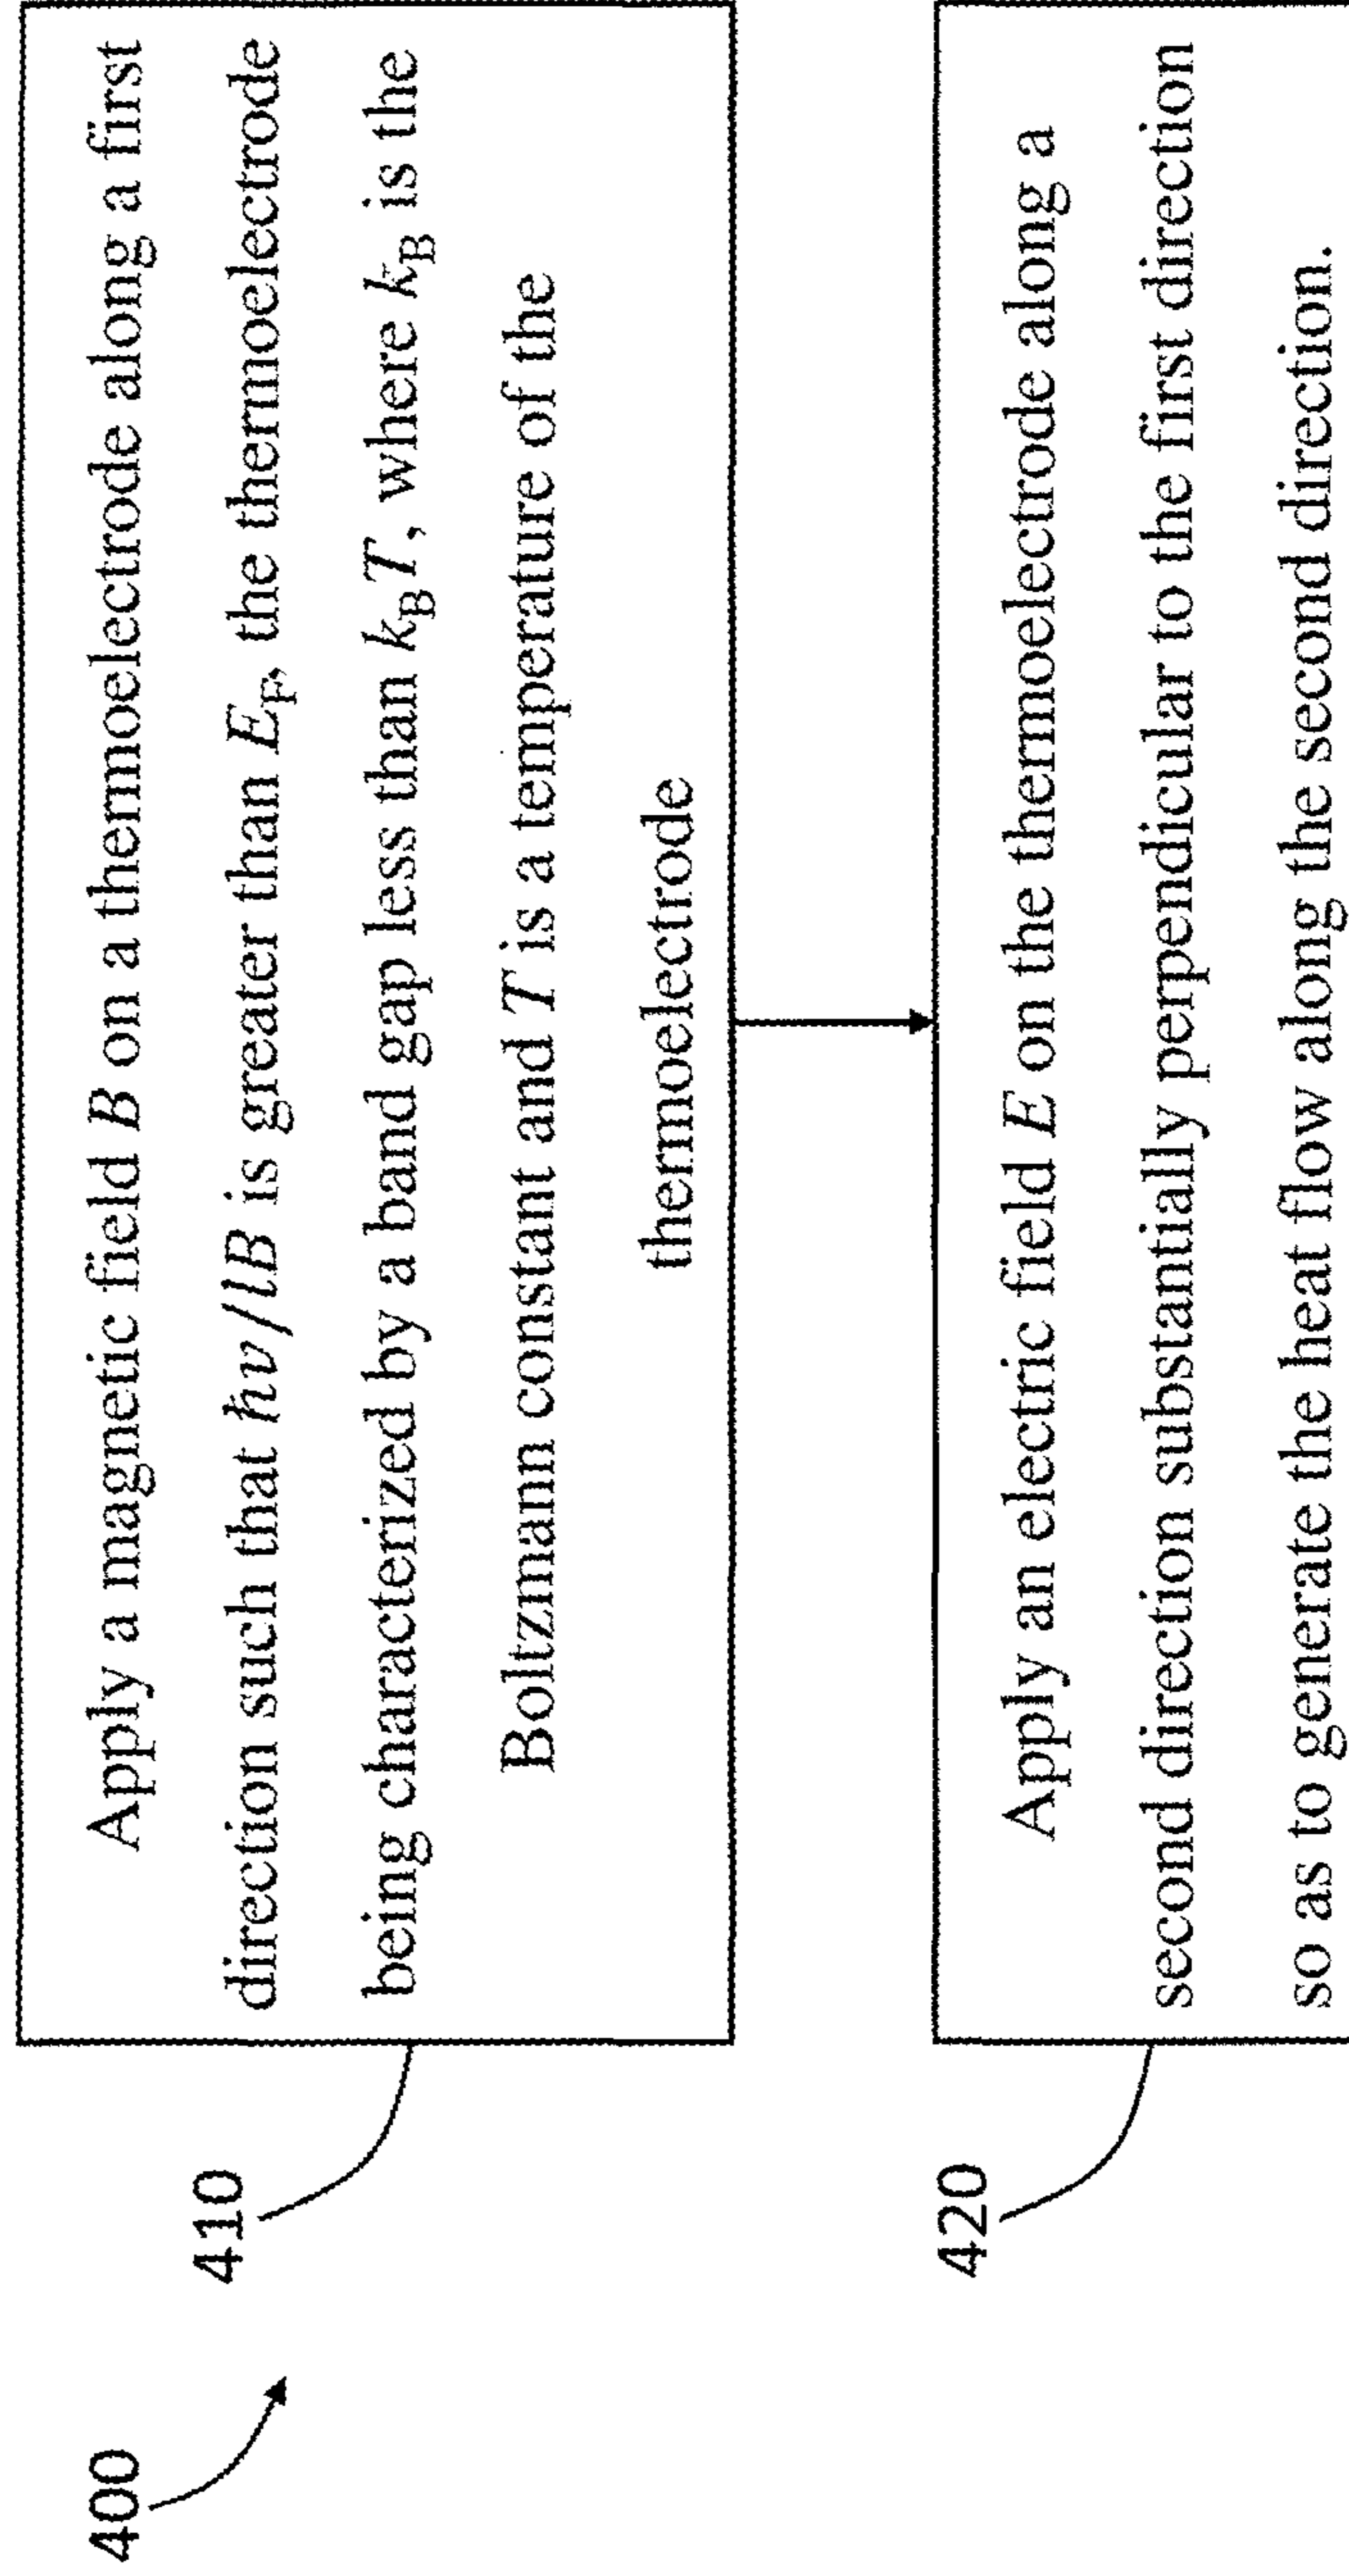 400
410
Apply a magnetic field B on a thermoelectrode along a first
direction such that ℏv/lB is greater than E_F, the thermoelectrode
being characterized by a band gap less than k_BT, where k_B is the
Boltzmann constant and T is a temperature of the
thermoelectrode
420
Apply an electric field E on the thermoelectrode along a
second direction substantially perpendicular to the first direction
so as to generate the heat flow along the second direction.